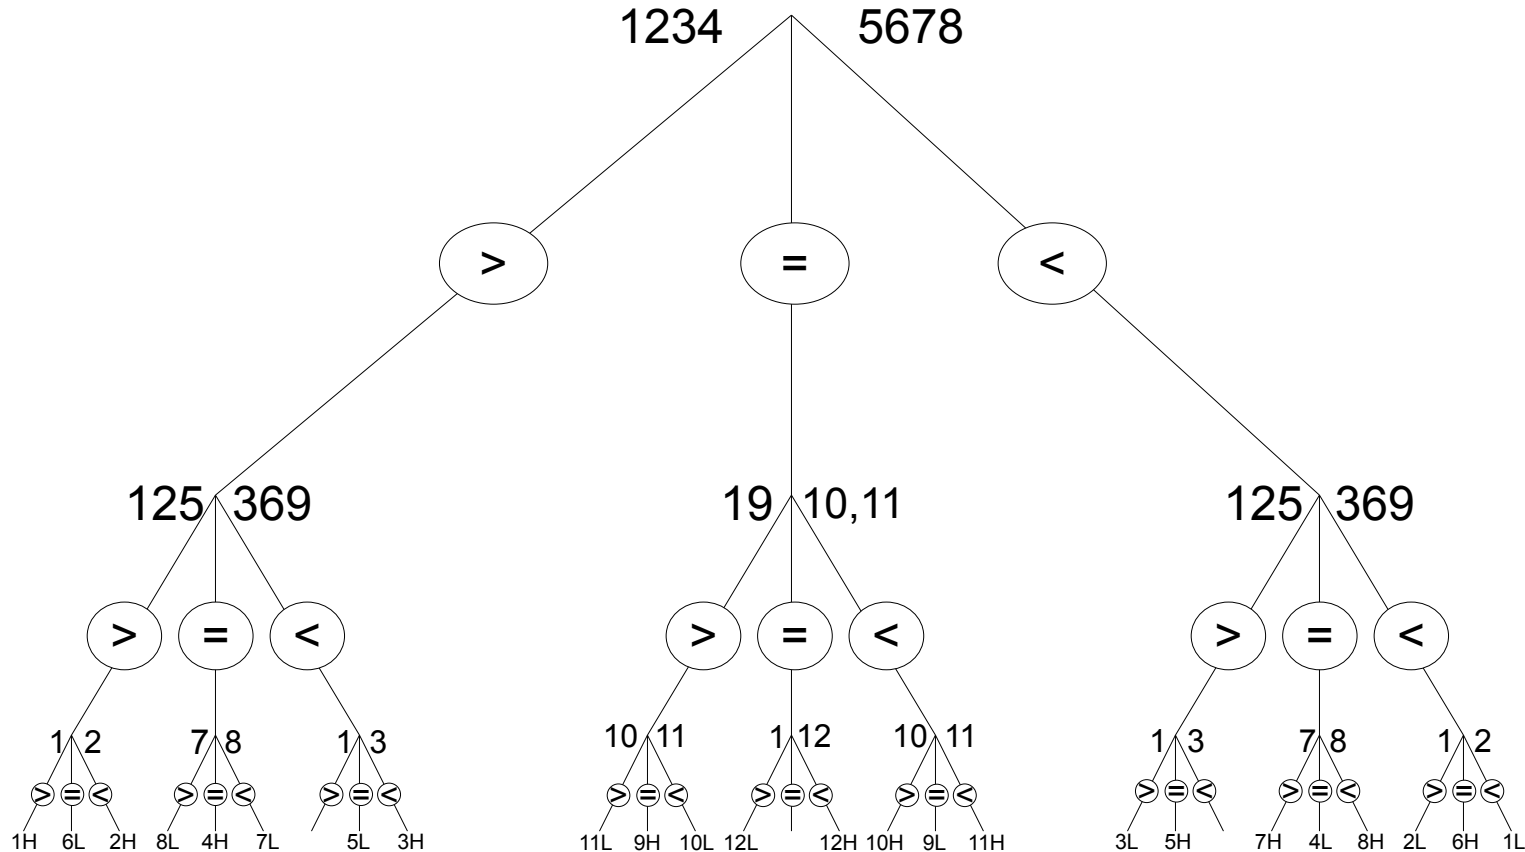 1234 5678
> = <
125 369 19 10,11 125 369
> = < > = < > = <
1 2 7 8 1 3 10 11 1 12 10 11 1 3 7 8 1 2
> = < > = < > = < > = < > = < > = < > = < > = < > = <
1H 6L 2H 8L 4H 7L 5L 3H 11L 9H 10L 12L 12H 10H 9L 11H 3L 5H 7H 4L 8H 2L 6H 1L